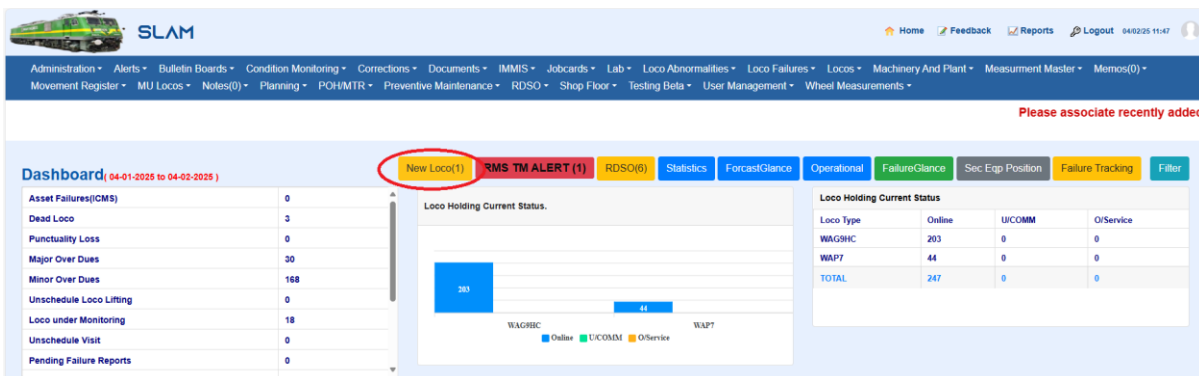 SLAM
Home Feedback Reports Logout 04/02/25 11:47
Administration Alerts Bulletin Boards Condition Monitoring Corrections Documents IMMIS Jobcards Lab Loco Abnormalities Loco Failures Locos Machinery And Plant Measurment Master Memos(0)
Movement Register MU Locos Notes(0) Planning POH/MTR Preventive Maintenance RDSO Shop Floor Testing Beta User Management Wheel Measurements
Please associate recently added
New Loco(1) RMS TM ALERT (1) RDSO(6) Statistics ForcastGlance Operational FailureGlance Sec Eqp Position Failure Tracking Filter
Dashboard( 04-01-2025 to 04-02-2025 )
Asset Failures(ICMS) 0
Dead Loco 3
Punctuality Loss 0
Major Over Dues 30
Minor Over Dues 168
Unschedule Loco Lifting 0
Loco under Monitoring 18
Unschedule Visit 0
Pending Failure Reports 0
Loco Holding Current Status.
203
44
WAG9HC WAP7
Online U/COMM O/Service
Loco Holding Current Status
Loco Type Online U/COMM O/Service
WAG9HC 203 0 0
WAP7 44 0 0
TOTAL 247 0 0